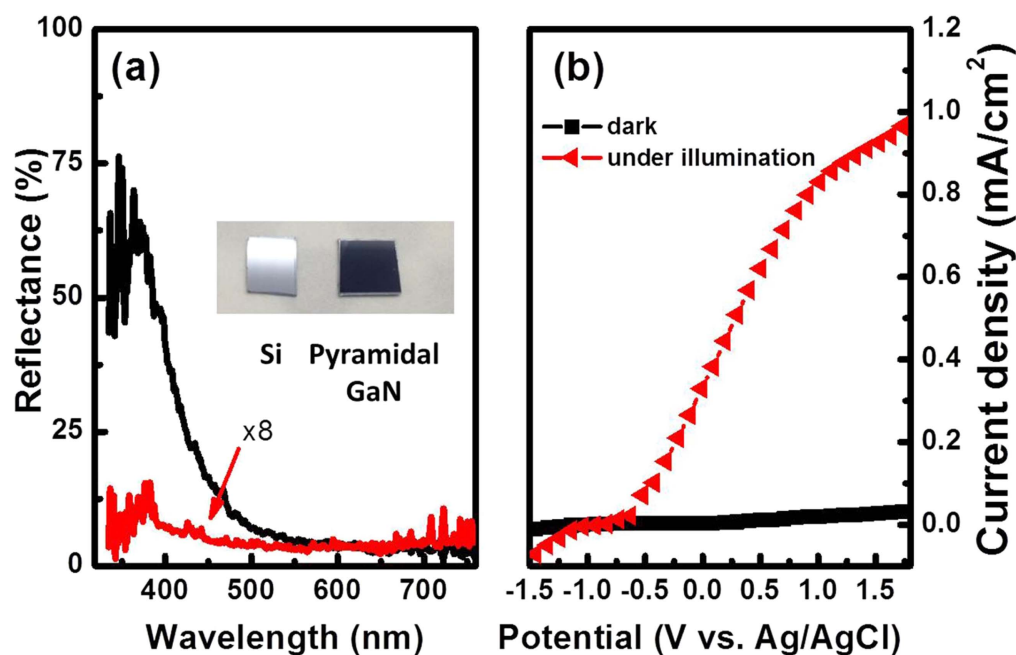 (a)
100
75
50
25
0
Reflectance (%)
Si Pyramidal
GaN
x8
400 500 600 700
Wavelength (nm)
(b)
dark
under illumination
1.2
1.0
0.8
0.6
0.4
0.2
0.0
Current density (mA/cm²)
-1.5 -1.0 -0.5 0.0 0.5 1.0 1.5
Potential (V vs. Ag/AgCl)